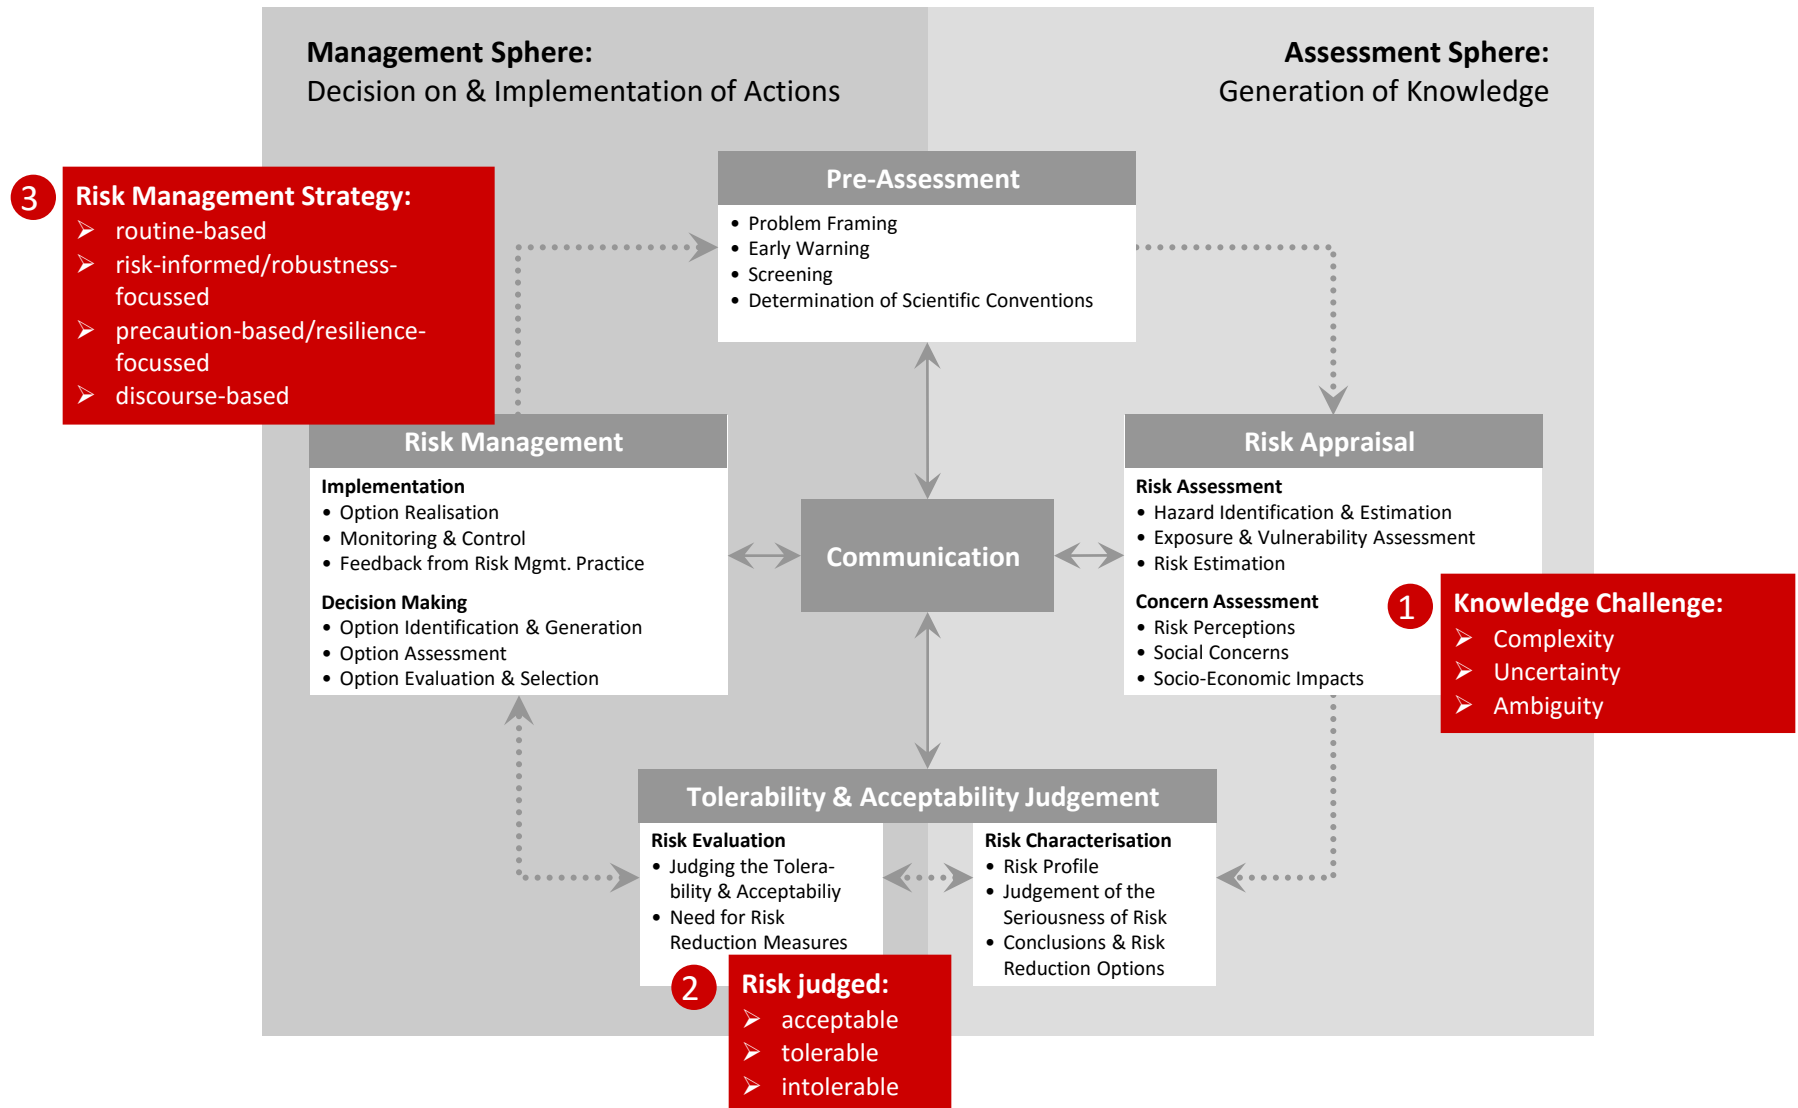 Management Sphere:
Decision on & Implementation of Actions
Assessment Sphere:
Generation of Knowledge
3
Risk Management Strategy:
➢ routine-based
➢ risk-informed/robustness-
focussed
➢ precaution-based/resilience-
focussed
➢ discourse-based
Pre-Assessment
• Problem Framing
• Early Warning
• Screening
• Determination of Scientific Conventions
Risk Management
Implementation
• Option Realisation
• Monitoring & Control
• Feedback from Risk Mgmt. Practice
Decision Making
• Option Identification & Generation
• Option Assessment
• Option Evaluation & Selection
Communication
Risk Appraisal
Risk Assessment
• Hazard Identification & Estimation
• Exposure & Vulnerability Assessment
• Risk Estimation
Concern Assessment
• Risk Perceptions
• Social Concerns
• Socio-Economic Impacts
1
Knowledge Challenge:
➢ Complexity
➢ Uncertainty
➢ Ambiguity
Tolerability & Acceptability Judgement
Risk Evaluation
• Judging the Tolera-
bility & Acceptabiliy
• Need for Risk
Reduction Measures
Risk Characterisation
• Risk Profile
• Judgement of the
Seriousness of Risk
• Conclusions & Risk
Reduction Options
2
Risk judged:
➢ acceptable
➢ tolerable
➢ intolerable